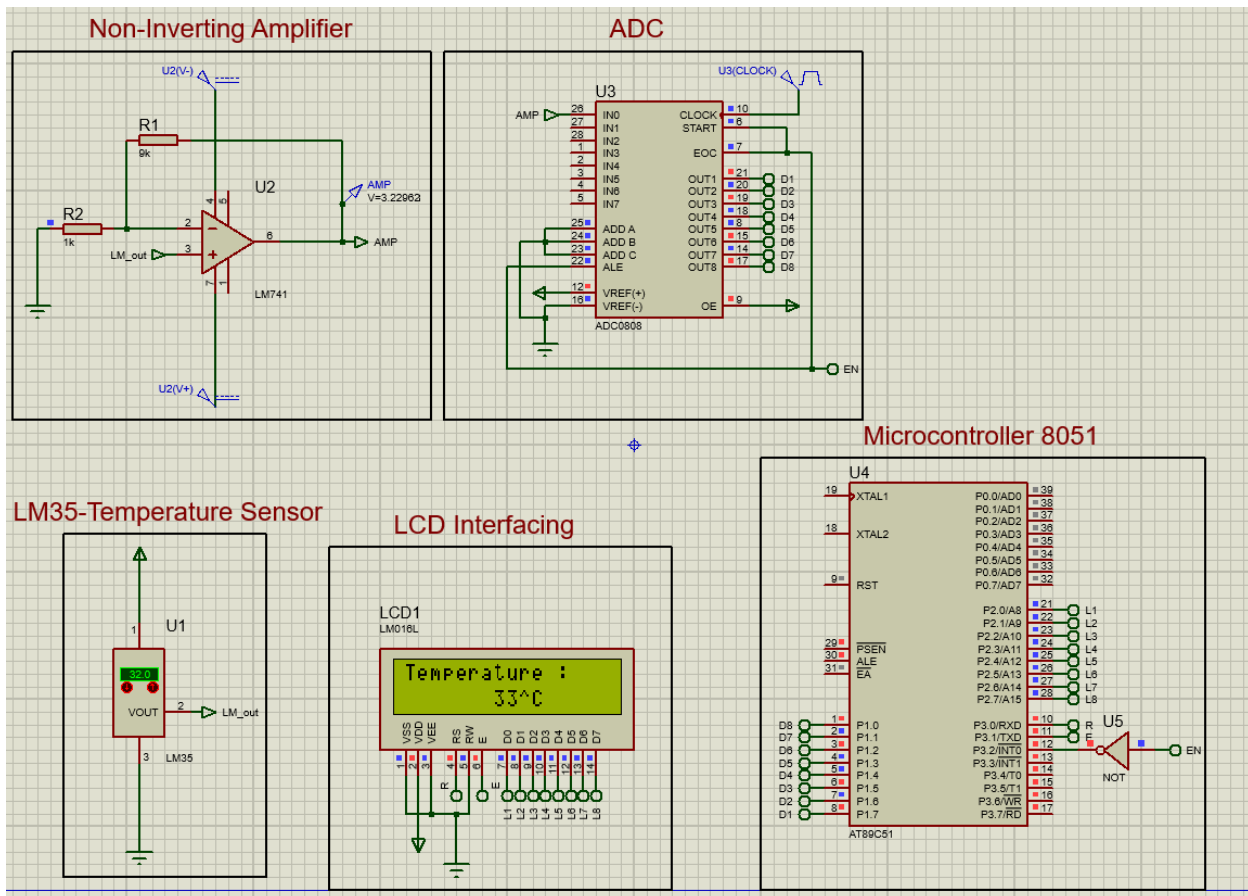 Non-Inverting Amplifier
U2(V-)
R1
9k
U2
AMP
V=3.22962
4
5
R2
1k
2
3
6
7
1
LM_out
AMP
LM741
U2(V+)
ADC
U3(CLOCK)
U3
AMP
26 IN0 CLOCK 10
27 IN1 START 6
28 IN2
1 IN3 EOC 7
2 IN4
3 IN5 OUT1 21 D1
4 IN6 OUT2 20 D2
5 IN7 OUT3 19 D3
OUT4 18 D4
25 ADD A OUT5 8 D5
24 ADD B OUT6 15 D6
23 ADD C OUT7 14 D7
22 ALE OUT8 17 D8
12 VREF(+)
16 VREF(-) OE 9
ADC0808
EN
LM35-Temperature Sensor
1
U1
32.0
VOUT 2 LM_out
3
LM35
LCD Interfacing
LCD1
LM016L
Temperature :
33^C
VSS VDD VEE RS RW E D0 D1 D2 D3 D4 D5 D6 D7
1 2 3 4 5 6 7 8 9 10 11 12 13 14
R E L1 L2 L3 L4 L5 L6 L7 L8
Microcontroller 8051
U4
19 XTAL1 P0.0/AD0 39
P0.1/AD1 38
P0.2/AD2 37
18 XTAL2 P0.3/AD3 36
P0.4/AD4 35
P0.5/AD5 34
P0.6/AD6 33
9 RST P0.7/AD7 32
P2.0/A8 21 L1
P2.1/A9 22 L2
P2.2/A10 23 L3
29 PSEN P2.3/A11 24 L4
30 ALE P2.4/A12 25 L5
31 EA P2.5/A13 26 L6
P2.6/A14 27 L7
P2.7/A15 28 L8
D8 1 P1.0 P3.0/RXD 10 R
D7 2 P1.1 P3.1/TXD 11 E
D6 3 P1.2 P3.2/INT0 12
D5 4 P1.3 P3.3/INT1 13
D4 5 P1.4 P3.4/T0 14
D3 6 P1.5 P3.5/T1 15
D2 7 P1.6 P3.6/WR 16
D1 8 P1.7 P3.7/RD 17
AT89C51
U5
NOT
EN